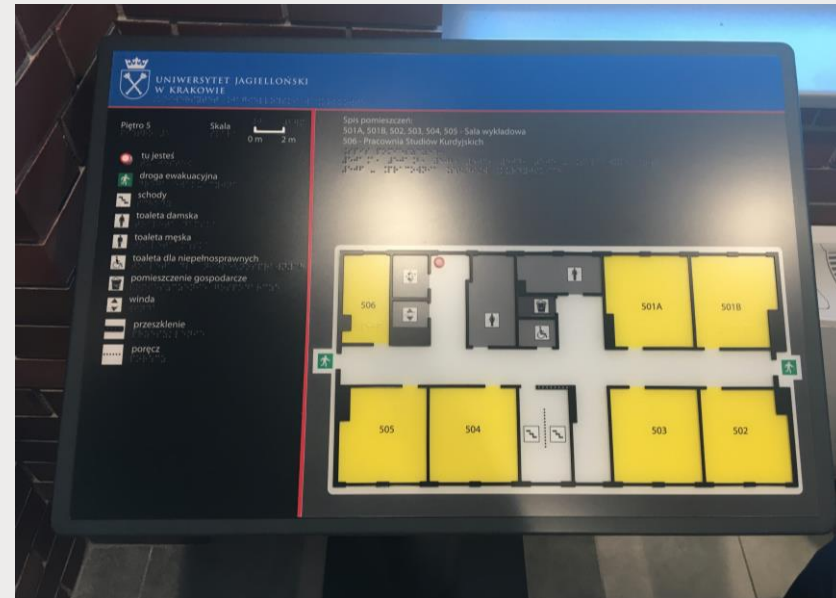 UNIWERSYTET JAGIELLOŃSKI
W KRAKOWIE
Piętro 5
Skala
0 m 2 m
tu jesteś
droga ewakuacyjna
schody
toaleta damska
toaleta męska
toaleta dla niepełnosprawnych
pomieszczenie gospodarcze
winda
przeszklenie
poręcz
Spis pomieszczeń:
501A, 501B, 502, 503, 504, 505 - Sala wykładowa
506 - Pracownia Studiów Kurdyjskich
506
501A
501B
505
504
503
502